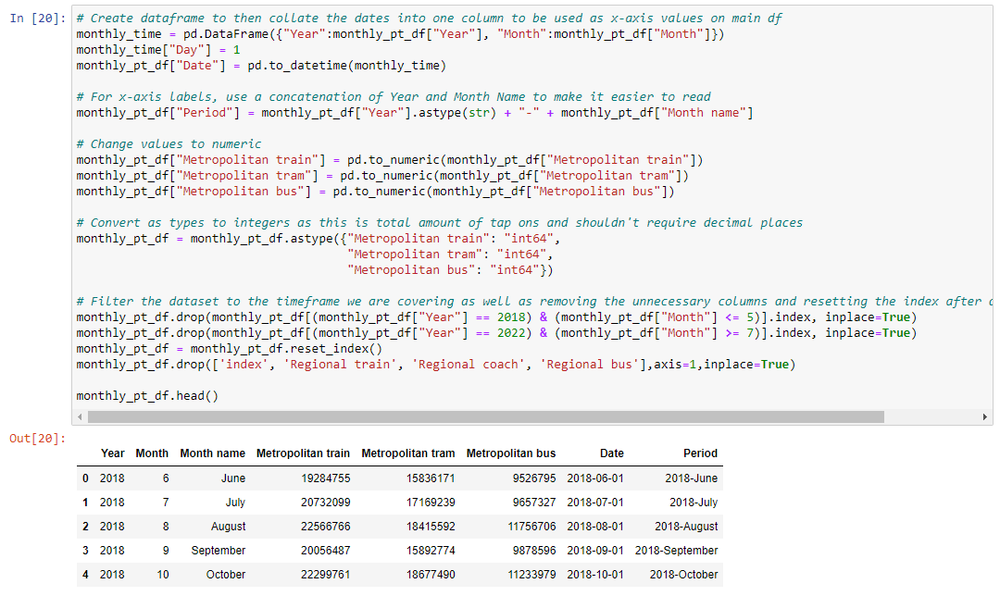 In [20]:
# Create dataframe to then collate the dates into one column to be used as x-axis values on main df
monthly_time = pd.DataFrame({"Year":monthly_pt_df["Year"], "Month":monthly_pt_df["Month"]})
monthly_time["Day"] = 1
monthly_pt_df["Date"] = pd.to_datetime(monthly_time)
# For x-axis labels, use a concatenation of Year and Month Name to make it easier to read
monthly_pt_df["Period"] = monthly_pt_df["Year"].astype(str) + "-" + monthly_pt_df["Month name"]
# Change values to numeric
monthly_pt_df["Metropolitan train"] = pd.to_numeric(monthly_pt_df["Metropolitan train"])
monthly_pt_df["Metropolitan tram"] = pd.to_numeric(monthly_pt_df["Metropolitan tram"])
monthly_pt_df["Metropolitan bus"] = pd.to_numeric(monthly_pt_df["Metropolitan bus"])
# Convert as types to integers as this is total amount of tap ons and shouldn't require decimal places
monthly_pt_df = monthly_pt_df.astype({"Metropolitan train": "int64",
"Metropolitan tram": "int64",
"Metropolitan bus": "int64"})
# Filter the dataset to the timeframe we are covering as well as removing the unnecessary columns and resetting the index after
monthly_pt_df.drop(monthly_pt_df[(monthly_pt_df["Year"] == 2018) & (monthly_pt_df["Month"] <= 5)].index, inplace=True)
monthly_pt_df.drop(monthly_pt_df[(monthly_pt_df["Year"] == 2022) & (monthly_pt_df["Month"] >= 7)].index, inplace=True)
monthly_pt_df = monthly_pt_df.reset_index()
monthly_pt_df.drop(['index', 'Regional train', 'Regional coach', 'Regional bus'],axis=1,inplace=True)
monthly_pt_df.head()
Out[20]:
Year Month Month name Metropolitan train Metropolitan tram Metropolitan bus Date Period
0 2018 6 June 19284755 15836171 9526795 2018-06-01 2018-June
1 2018 7 July 20732099 17169239 9657327 2018-07-01 2018-July
2 2018 8 August 22566766 18415592 11756706 2018-08-01 2018-August
3 2018 9 September 20056487 15892774 9878596 2018-09-01 2018-September
4 2018 10 October 22299761 18677490 11233979 2018-10-01 2018-October